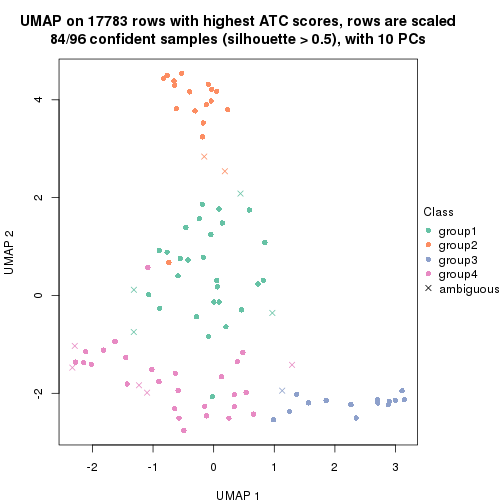 UMAP on 17783 rows with highest ATC scores, rows are scaled
84/96 confident samples (silhouette > 0.5), with 10 PCs
4
2
0
-2
UMAP 2
-2
-1
0
1
2
3
UMAP 1
Class
group1
group2
group3
group4
ambiguous